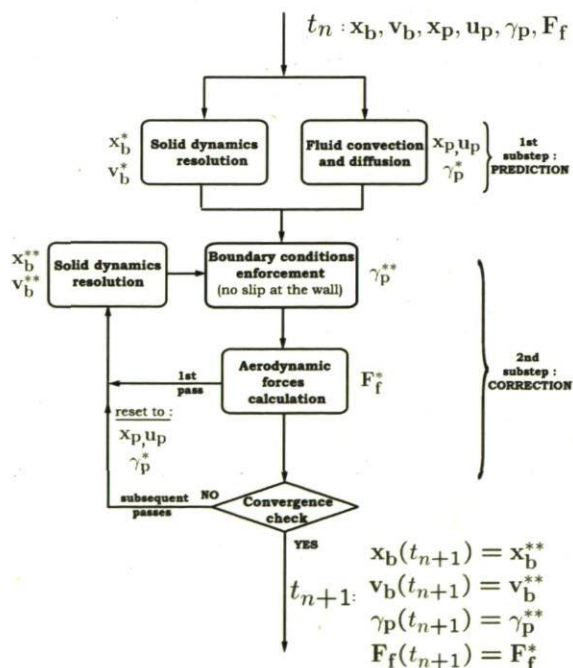 tₙ : x_b, v_b, x_p, u_p, γ_p, F_f
x_b^*
v_b^*
Solid dynamics
resolution
Fluid convection
and diffusion
x_p, u_p
γ_p^*
1st
substep :
PREDICTION
x_b^**
v_b^**
Solid dynamics
resolution
Boundary conditions
enforcement
(no slip at the wall)
γ_p^**
1st
pass
Aerodynamic
forces
calculation
F_f^*
2nd
substep :
CORRECTION
reset to :
x_p, u_p
γ_p^*
subsequent
passes
NO
Convergence
check
YES
t_{n+1}:
x_b(t_{n+1}) = x_b^**
v_b(t_{n+1}) = v_b^**
γ_p(t_{n+1}) = γ_p^**
F_f(t_{n+1}) = F_f^*